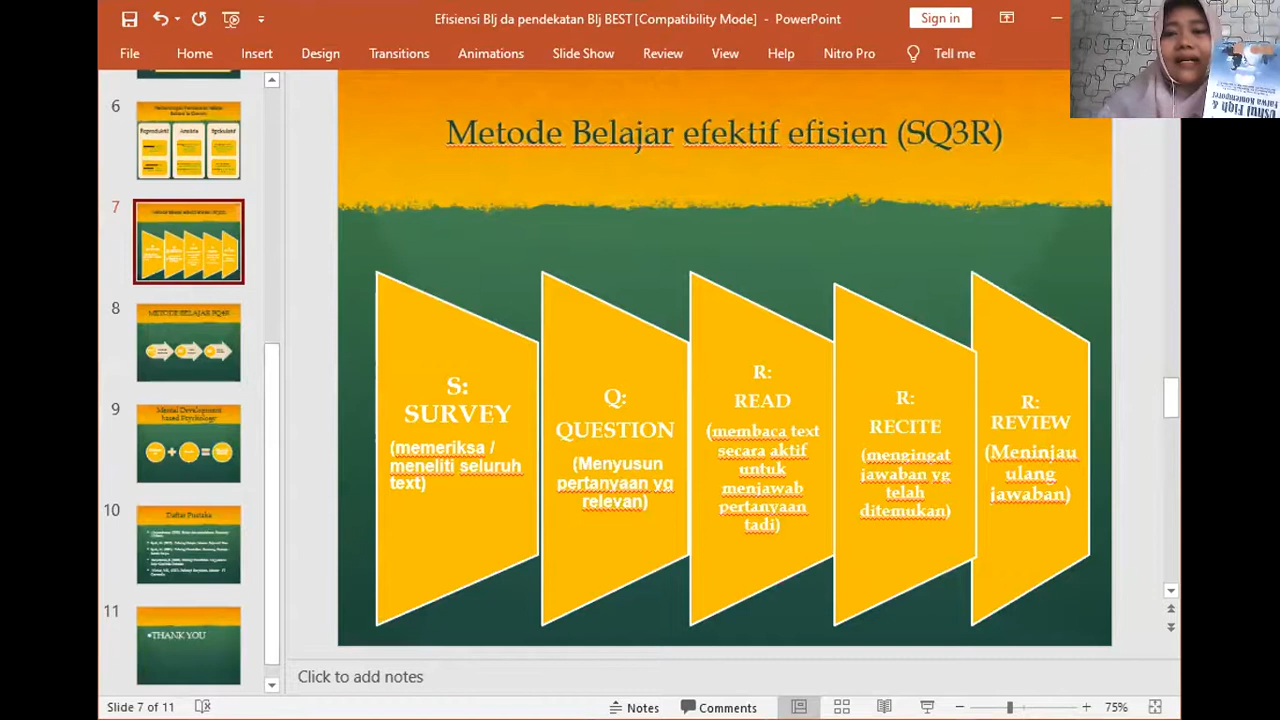 Efisiensi Blj da pendekatan Blj BEST [Compatibility Mode] - PowerPoint
Sign in
File Home Insert Design Transitions Animations Slide Show Review View Help Nitro Pro Tell me
6
7
8
METODE BELAJAR PQ4R
9
Mental Development
based Psychology
10
Daftar Pustaka
11
•THANK YOU
Metode Belajar efektif efisien (SQ3R)
S:
SURVEY
(memeriksa /
meneliti seluruh
text)
Q:
QUESTION
(Menyusun
pertanyaan yg
relevan)
R:
READ
(membaca text
secara aktif
untuk
menjawab
pertanyaan
tadi)
R:
RECITE
(mengingat
jawaban yg
telah
ditemukan)
R:
REVIEW
(Meninjau
ulang
jawaban)
Click to add notes
Slide 7 of 11
Notes
Comments
75%